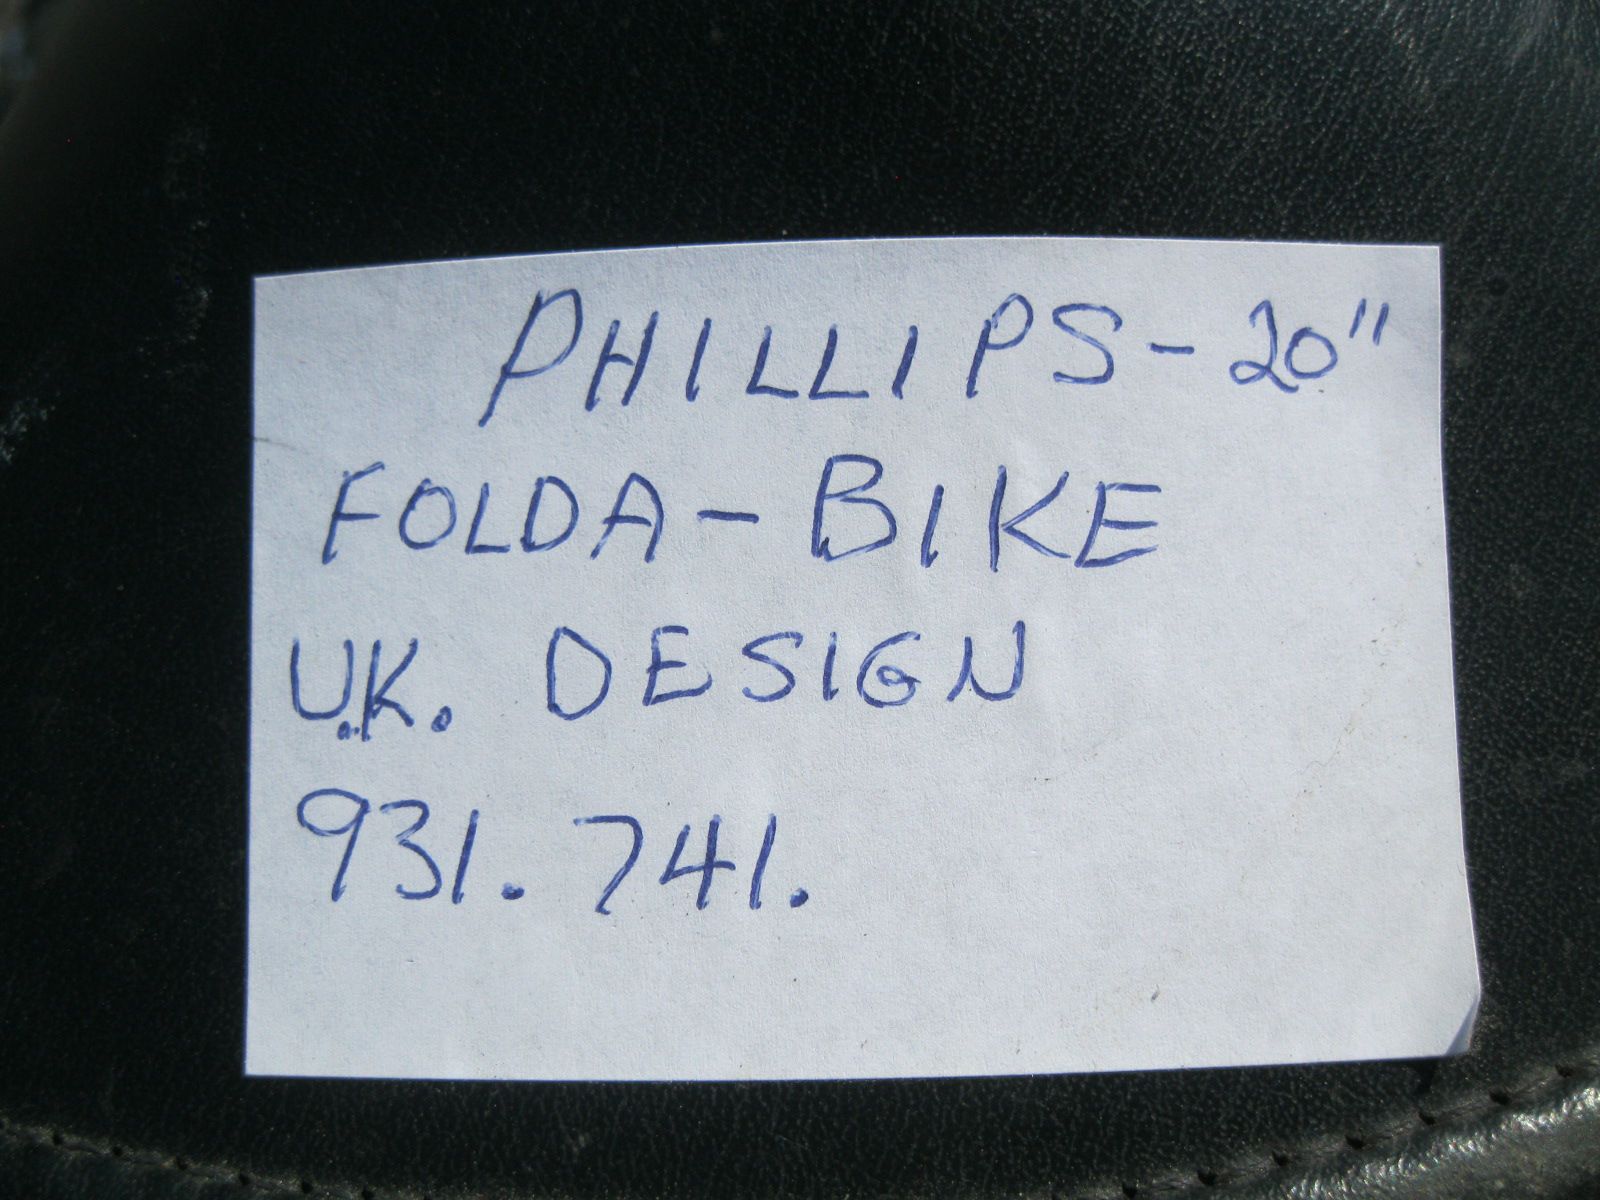 PHILLIPS - 20"
FOLDA - BIKE
U.K. DESIGN
931. 741.